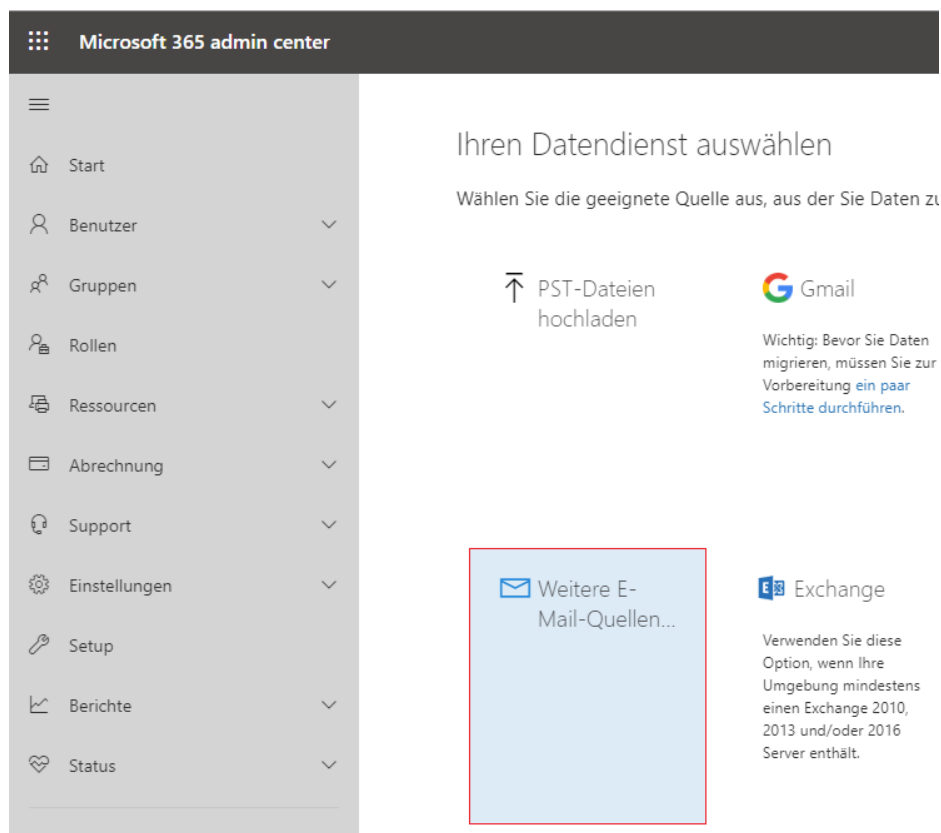 Microsoft 365 admin center
Start
Benutzer
Gruppen
Rollen
Ressourcen
Abrechnung
Support
Einstellungen
Setup
Berichte
Status
Ihren Datendienst auswählen
Wählen Sie die geeignete Quelle aus, aus der Sie Daten
PST-Dateien
hochladen
Gmail
Wichtig: Bevor Sie Daten
migrieren, müssen Sie zur
Vorbereitung ein paar
Schritte durchführen.
Weitere E-
Mail-Quellen...
Exchange
Verwenden Sie diese
Option, wenn Ihre
Umgebung mindestens
einen Exchange 2010,
2013 und/oder 2016
Server enthält.